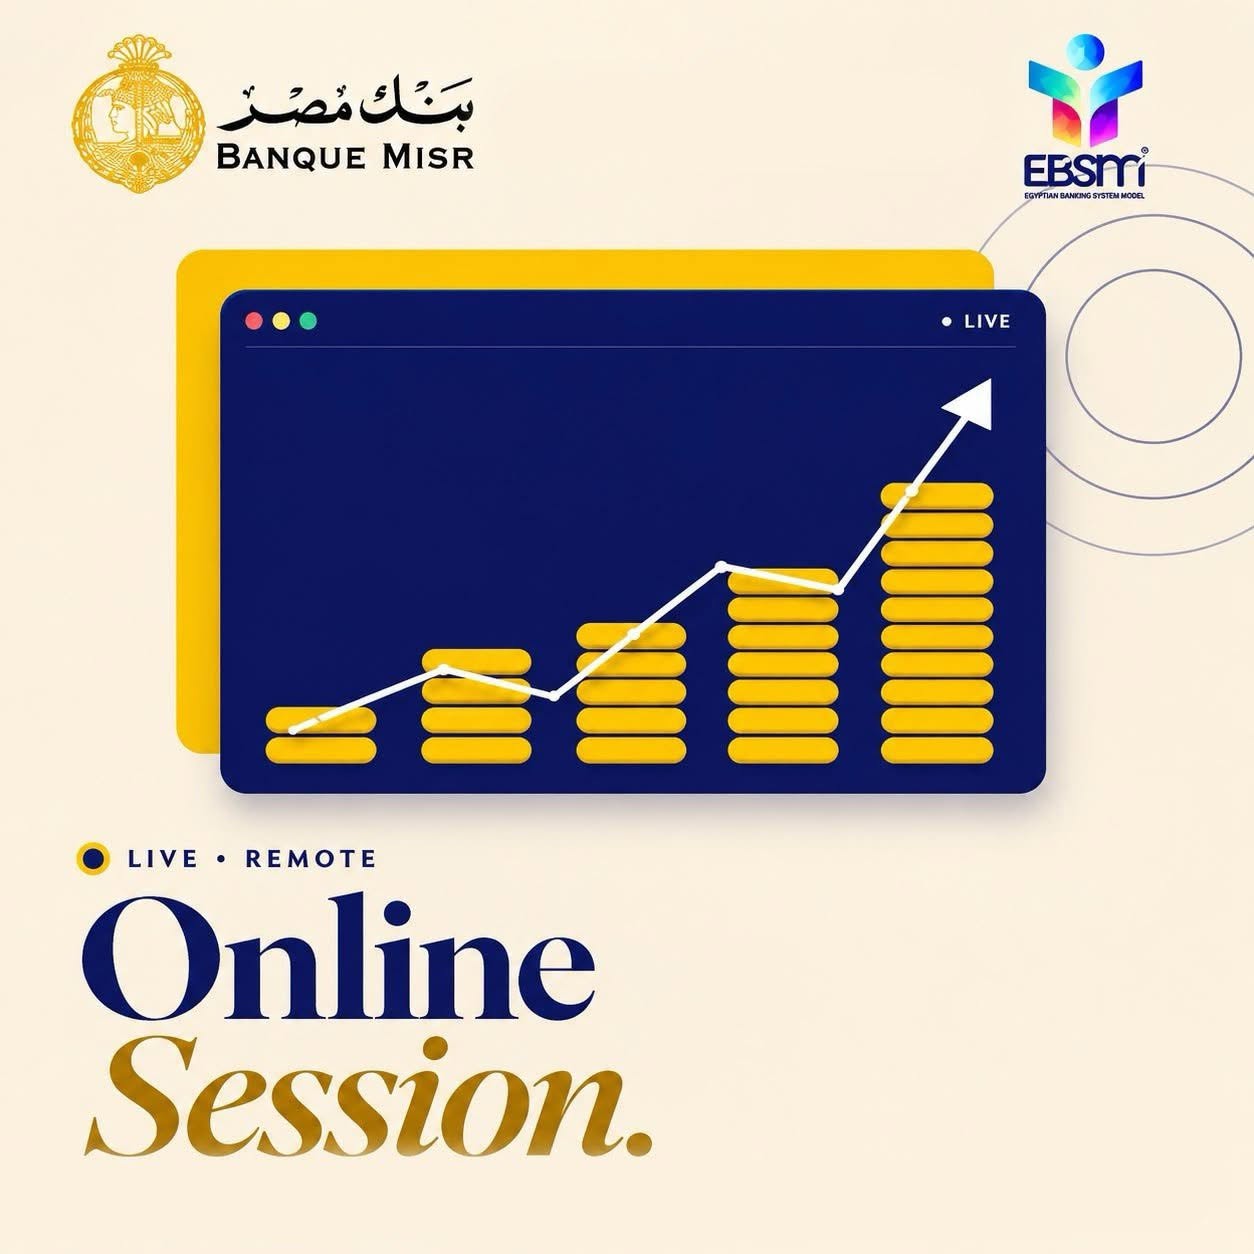 بنك مصر
BANQUE MISR
EBSM
EGYPTIAN BANKING SYSTEM MODEL
• LIVE
LIVE • REMOTE
Online
Session.